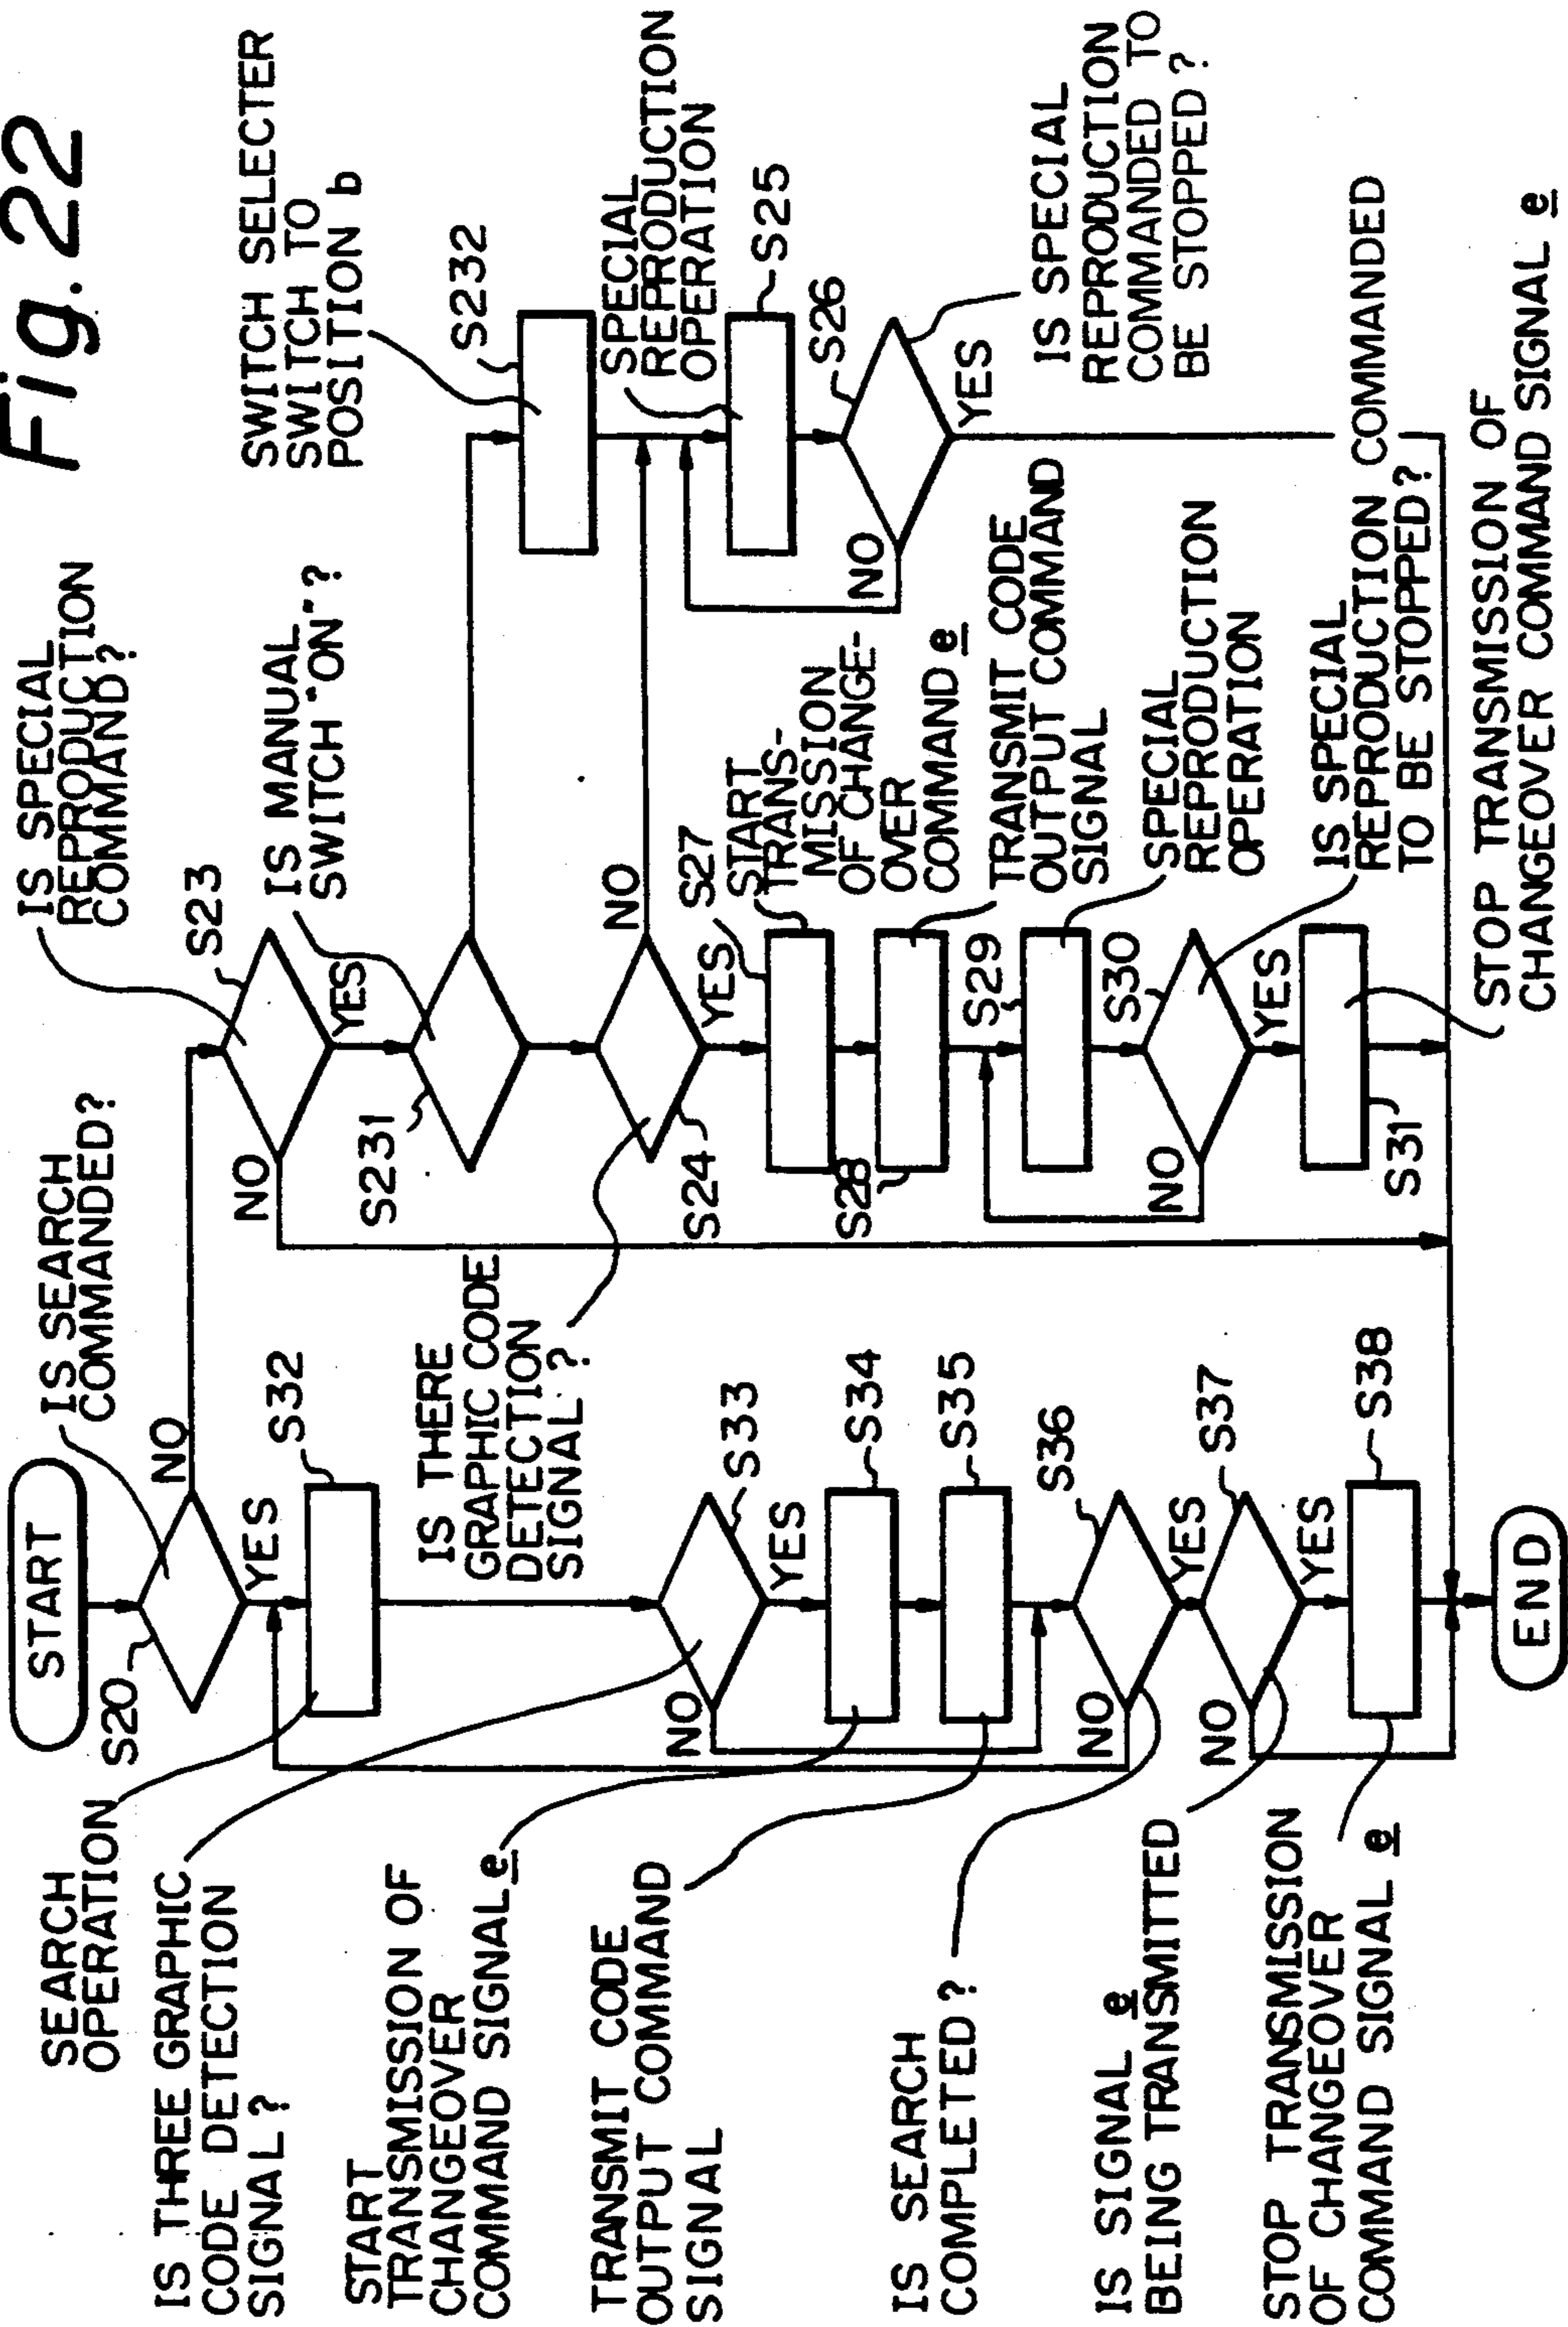 Fig. 22
START
S20
IS SEARCH
COMMANDED?
NO
YES
SEARCH
OPERATION
S32
IS THREE GRAPHIC
CODE DETECTION
SIGNAL?
S33
NO
YES
START
TRANSMISSION OF
CHANGEOVER
COMMAND SIGNAL e
S34
TRANSMIT CODE
OUTPUT COMMAND
SIGNAL
S35
IS SEARCH
COMPLETED?
S36
NO
YES
IS SIGNAL e
BEING TRANSMITTED
S37
NO
YES
STOP TRANSMISSION
OF CHANGEOVER
COMMAND SIGNAL e
S38
END
IS SPECIAL
REPRODUCTION
COMMAND?
S23
NO
YES
IS MANUAL
SWITCH "ON"?
S231
IS THERE
GRAPHIC CODE
DETECTION
SIGNAL?
S24
NO
YES
S27
START
TRANS-
MISSION
OF CHANGE-
OVER
COMMAND e
S28
TRANSMIT CODE
OUTPUT COMMAND
SIGNAL
S29
SPECIAL
REPRODUCTION
OPERATION
S30
NO
YES
IS SPECIAL
REPRODUCTION COMMANDED
TO BE STOPPED?
S31
STOP TRANSMISSION OF
CHANGEOVER COMMAND SIGNAL e
SWITCH SELECTER
SWITCH TO
POSITION b
S232
SPECIAL
REPRODUCTION
OPERATION
S25
S26
NO
YES
IS SPECIAL
REPRODUCTION
COMMANDED TO
BE STOPPED?